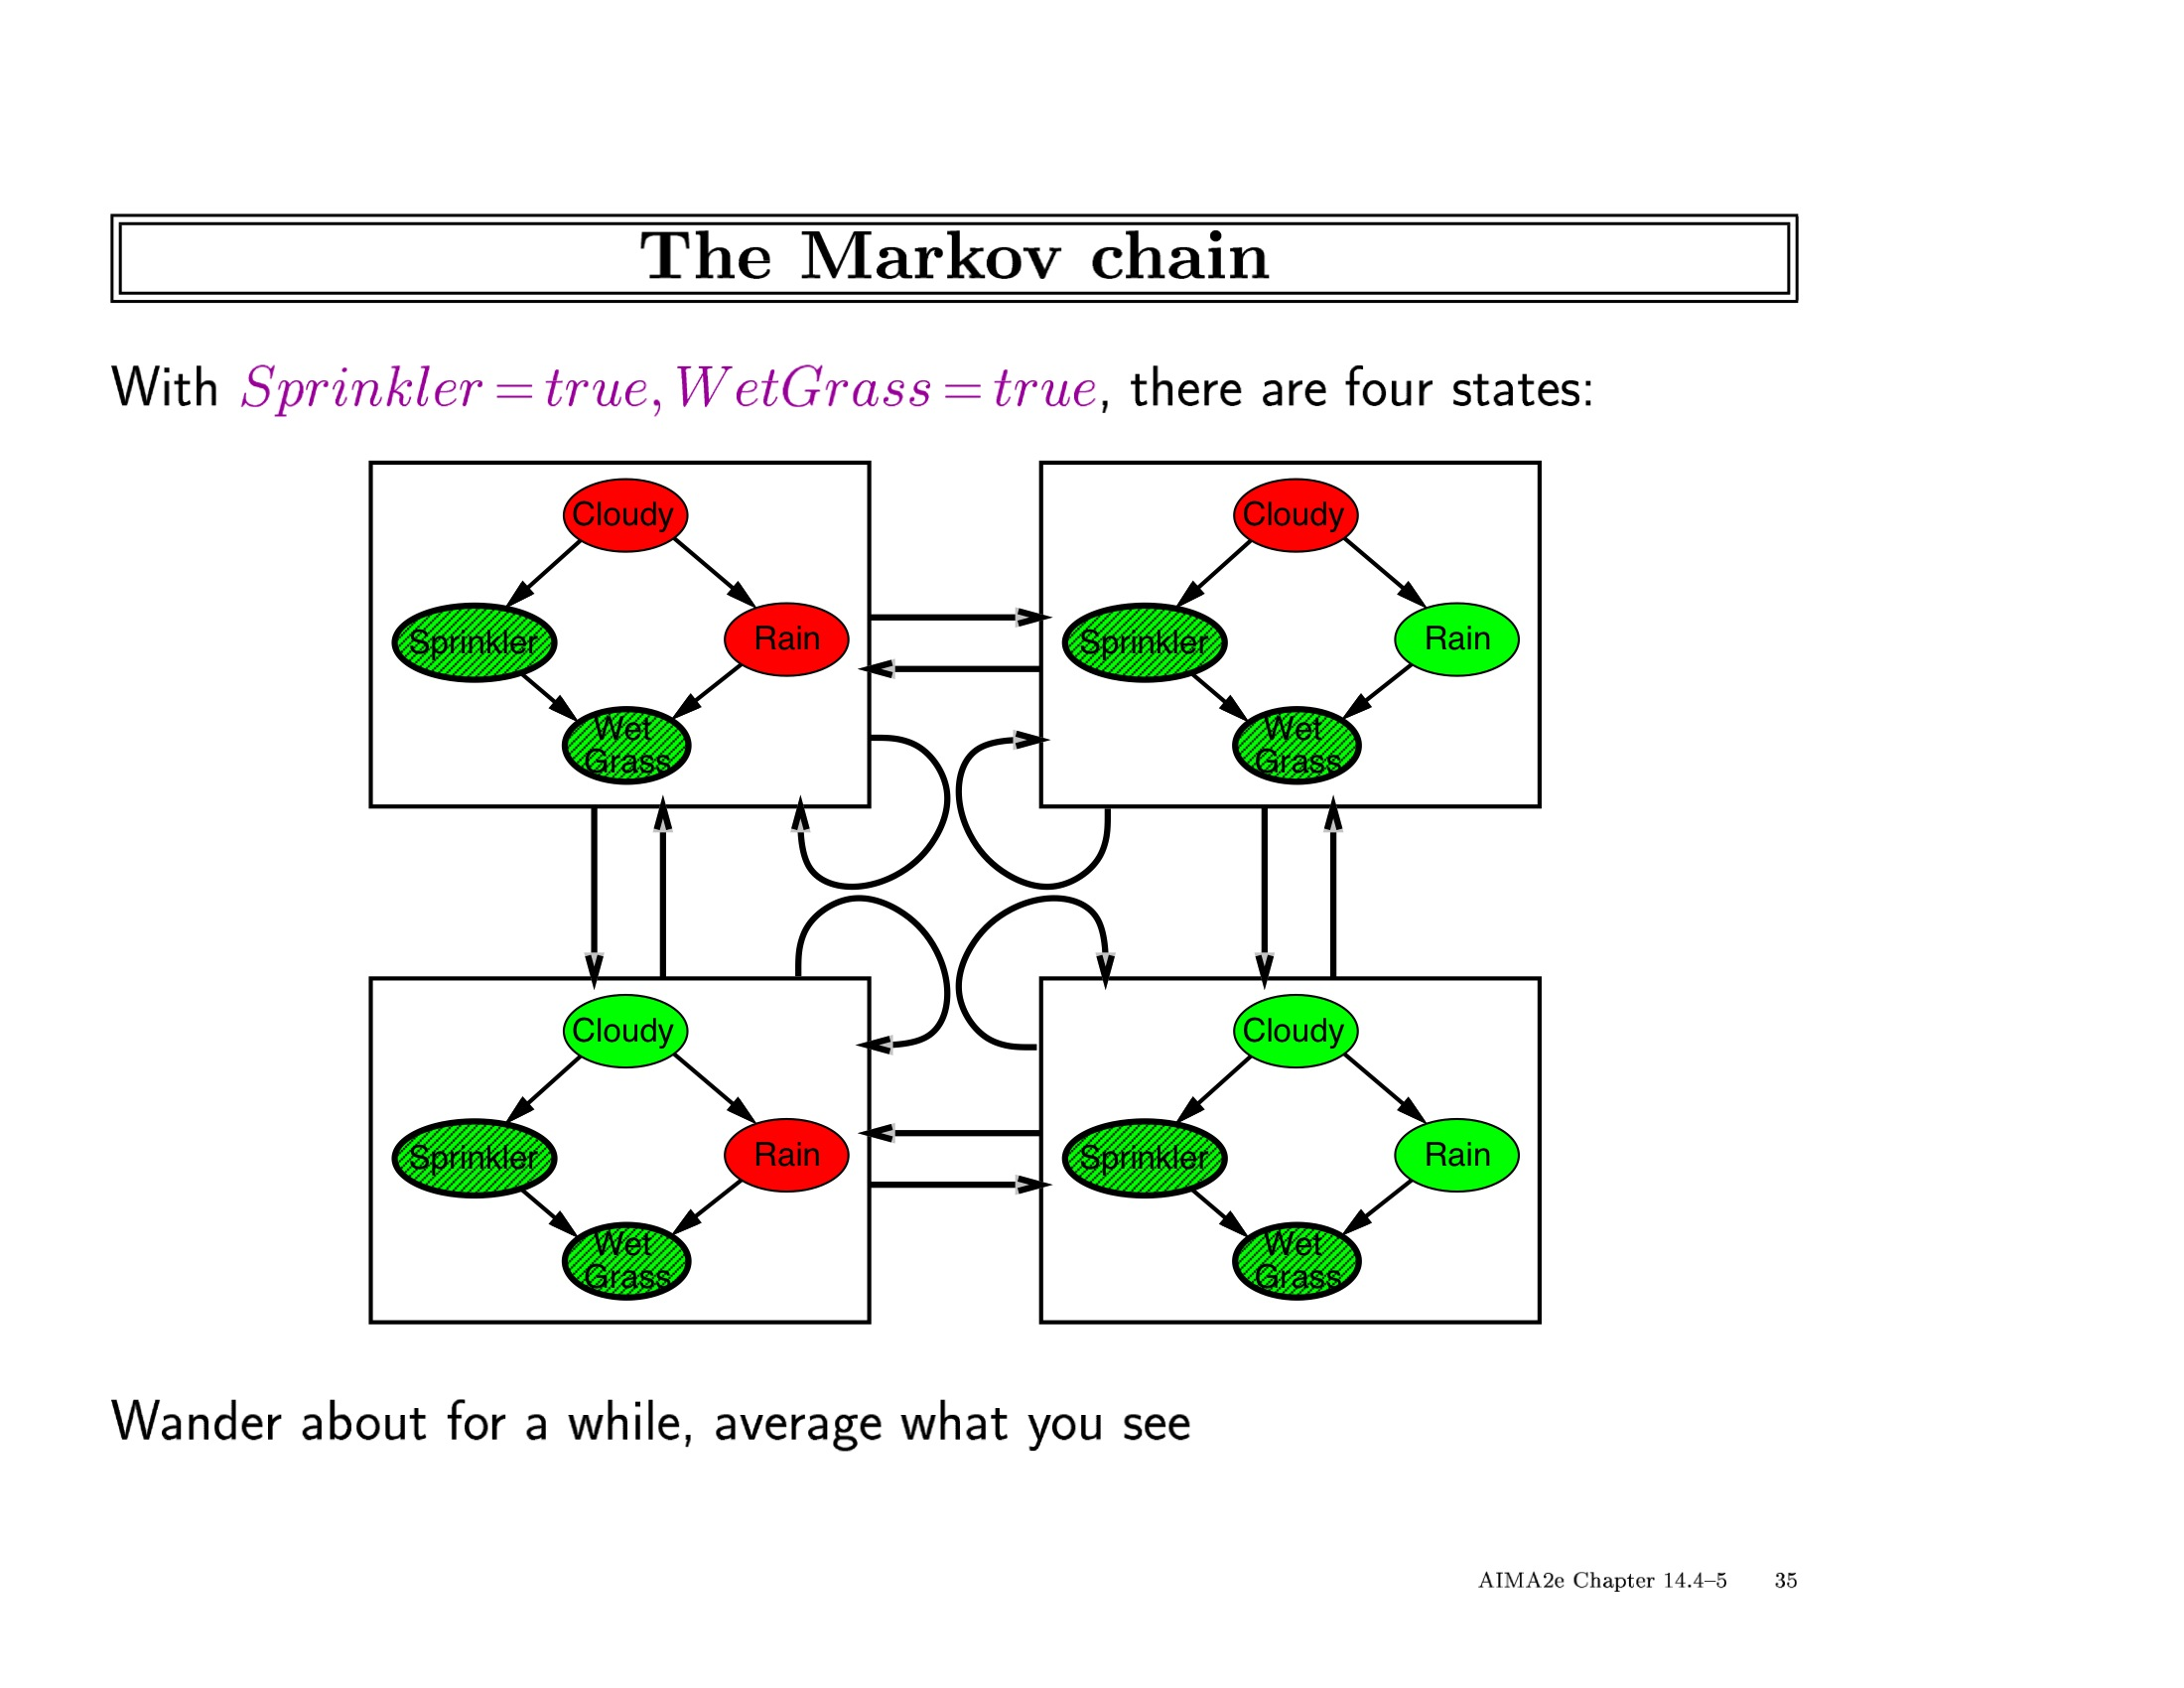 The Markov chain
With Sprinkler = true, WetGrass = true, there are four states:
Cloudy
Sprinkler
Rain
Wet
Grass
Cloudy
Sprinkler
Rain
Wet
Grass
Cloudy
Sprinkler
Rain
Wet
Grass
Cloudy
Sprinkler
Rain
Wet
Grass
Wander about for a while, average what you see
AIMA2e Chapter 14.4–5 35